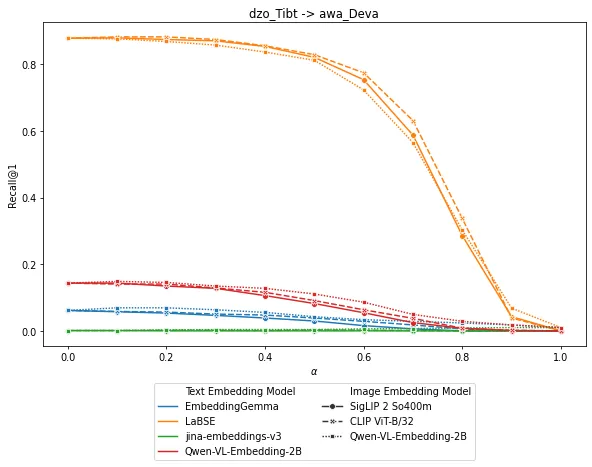 dzo_Tibt -> awa_Deva
Recall@1
0.8
0.6
0.4
0.2
0.0
0.0 0.2 0.4 0.6 0.8 1.0
α
Text Embedding Model Image Embedding Model
EmbeddingGemma SigLIP 2 So400m
LaBSE CLIP ViT-B/32
jina-embeddings-v3 Qwen-VL-Embedding-2B
Qwen-VL-Embedding-2B